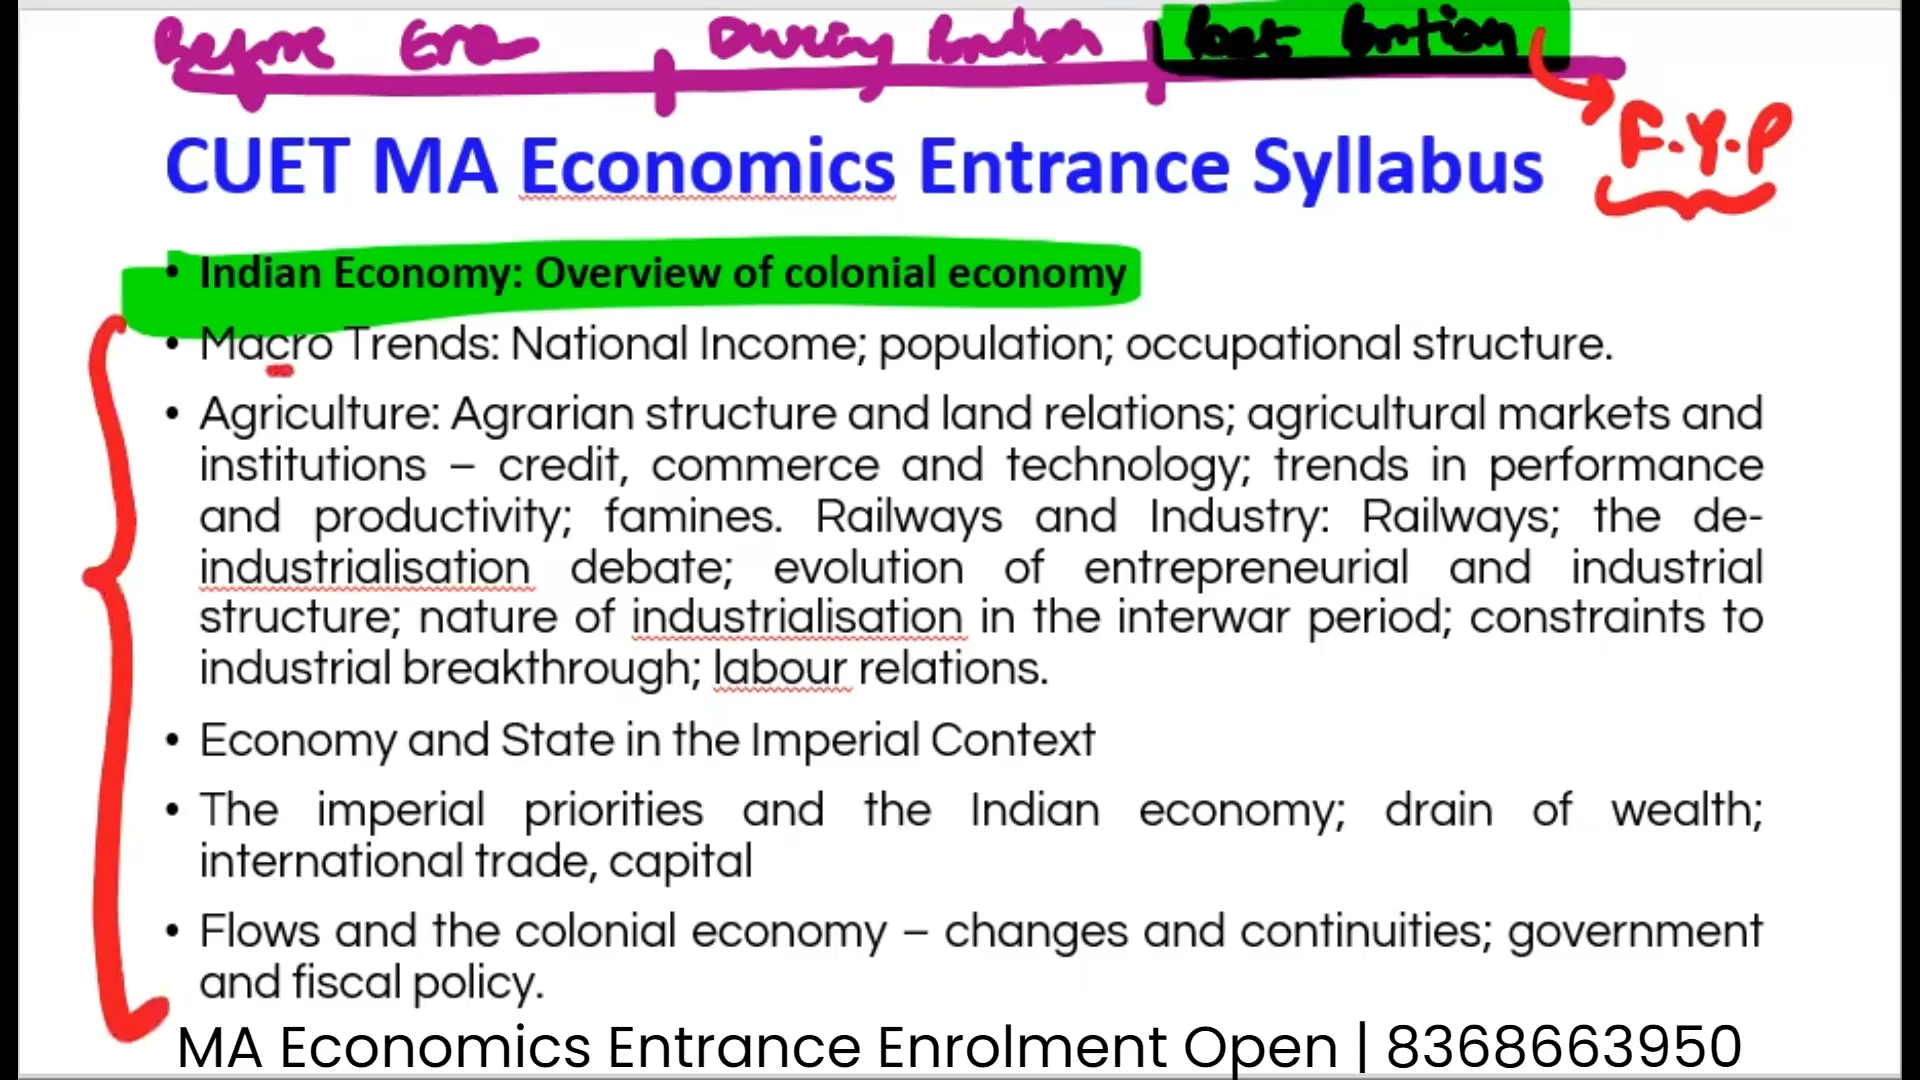 Before Era During British Post British
F.Y.P
CUET MA Economics Entrance Syllabus
• Indian Economy: Overview of colonial economy
• Macro Trends: National Income; population; occupational structure.
• Agriculture: Agrarian structure and land relations; agricultural markets and
institutions – credit, commerce and technology; trends in performance
and productivity; famines. Railways and Industry: Railways; the de-
industrialisation debate; evolution of entrepreneurial and industrial
structure; nature of industrialisation in the interwar period; constraints to
industrial breakthrough; labour relations.
• Economy and State in the Imperial Context
• The imperial priorities and the Indian economy; drain of wealth;
international trade, capital
• Flows and the colonial economy – changes and continuities; government
and fiscal policy.
MA Economics Entrance Enrolment Open | 8368663950